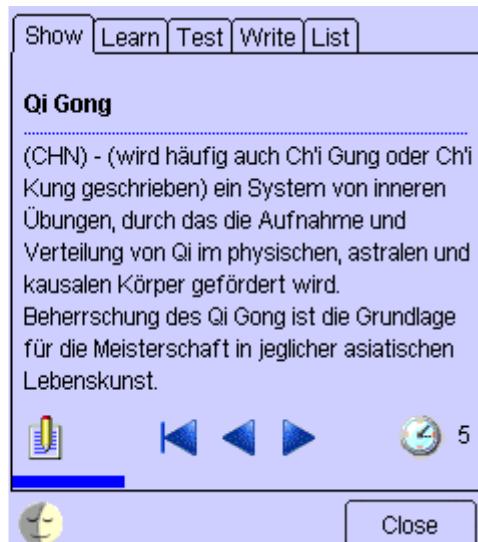 Show Learn Test Write List
Qi Gong
(CHN) - (wird häufig auch Ch'i Gung oder Ch'i
Kung geschrieben) ein System von inneren
Übungen, durch das die Aufnahme und
Verteilung von Qi im physischen, astralen und
kausalen Körper gefördert wird.
Beherrschung des Qi Gong ist die Grundlage
für die Meisterschaft in jeglicher asiatischen
Lebenskunst.
5
Close